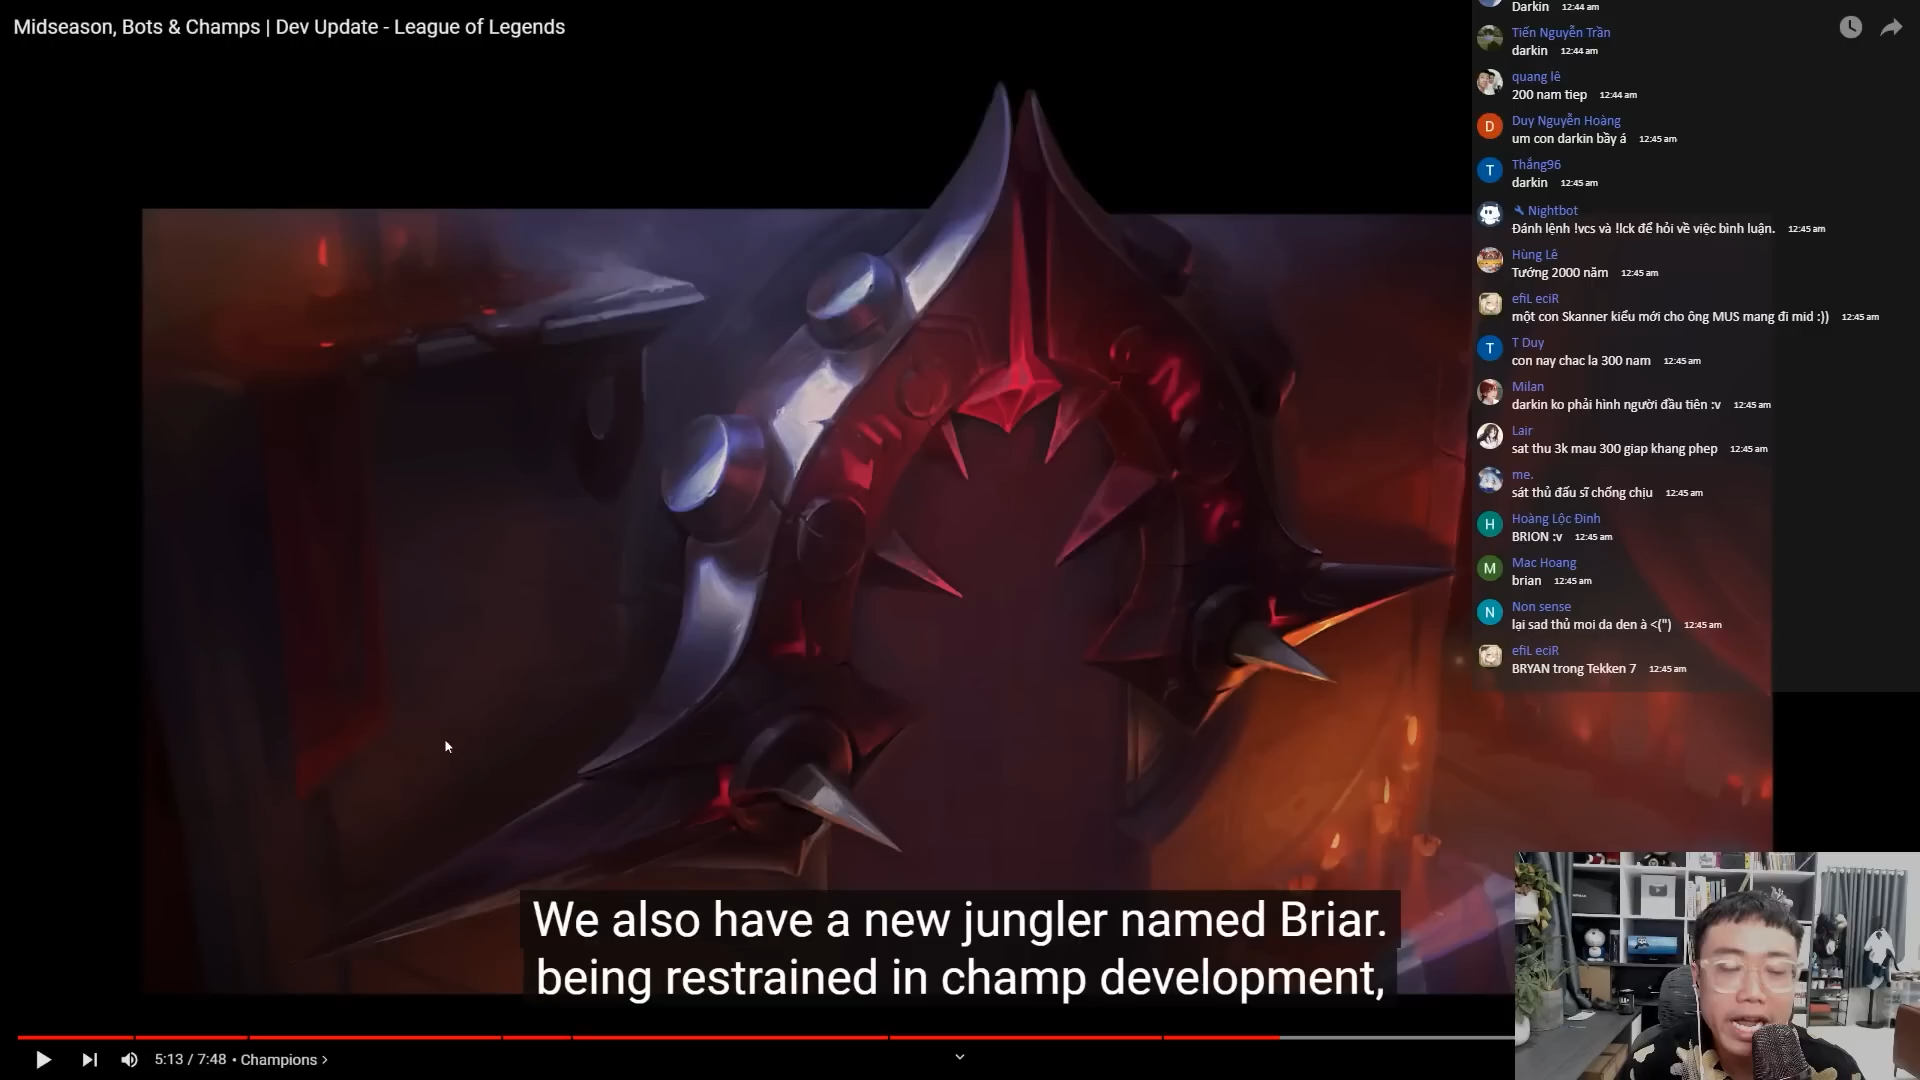 Midseason, Bots & Champs | Dev Update - League of Legends
Darkin 12:44 am
Tiến Nguyễn Trần
darkin 12:44 am
quang lê
200 nam tiep 12:44 am
D
Duy Nguyễn Hoàng
um con darkin bầy á 12:45 am
T
Thắng96
darkin 12:45 am
Nightbot
Đánh lệnh !vcs và !lck để hỏi về việc bình luận. 12:45 am
Hùng Lê
Tướng 2000 năm 12:45 am
efiL eciR
một con Skanner kiểu mới cho ông MUS mang đi mid :)) 12:45 am
T
T Duy
con nay chac la 300 nam 12:45 am
Milan
darkin ko phải hình người đầu tiên :v 12:45 am
Lair
sat thu 3k mau 300 giap khang phep 12:45 am
me.
sát thủ đấu sĩ chống chịu 12:45 am
H
Hoàng Lộc Đinh
BRION :v 12:45 am
M
Mac Hoang
brian 12:45 am
N
Non sense
lại sad thủ moi da den à <(") 12:45 am
efiL eciR
BRYAN trong Tekken 7 12:45 am
We also have a new jungler named Briar.
being restrained in champ development,
5:13 / 7:48 • Champions >